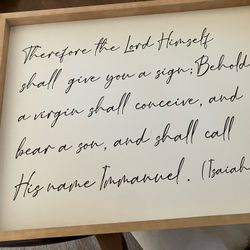 Therefore the Lord Himself
shall give you a sign: Behold
a virgin shall conceive, and
bear a son, and shall call
His name Immanuel. (Isaiah